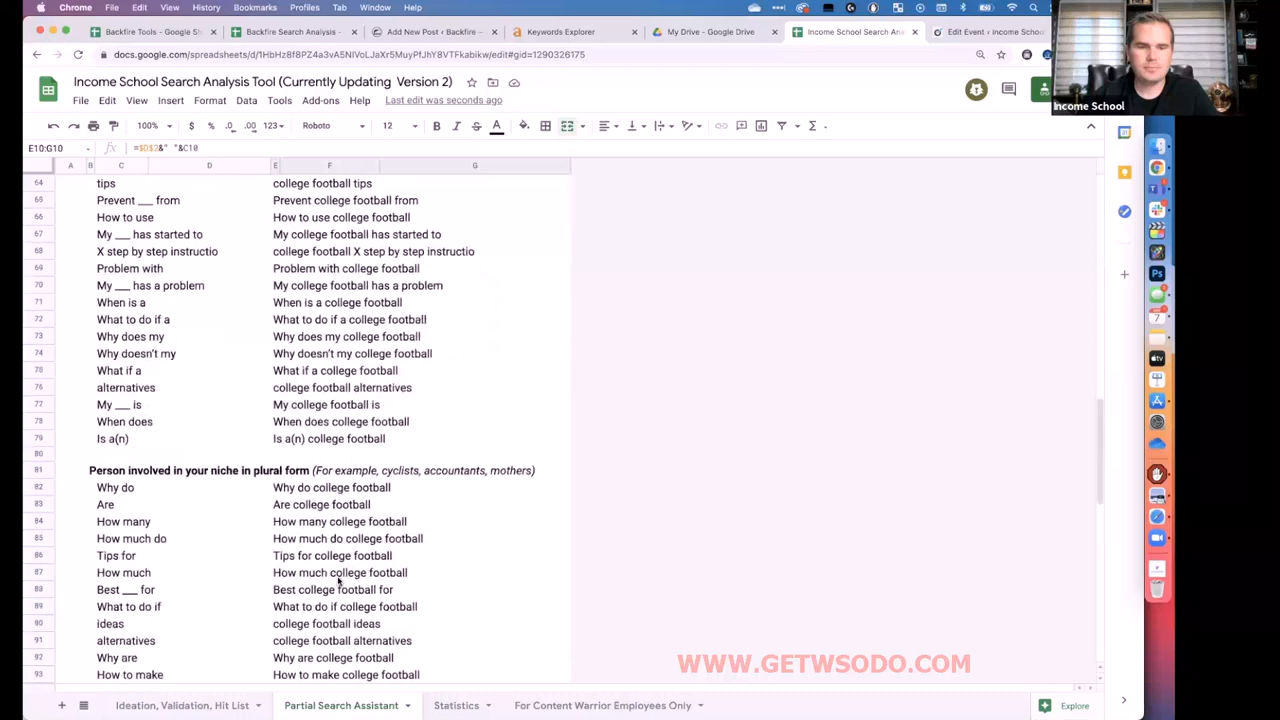 Chrome File Edit View History Bookmarks Profiles Tab Window Help
Backfire Tools - Google Sh
Backfire Search Analysis -
Add New Post ‹ Backfire –
Keywords Explorer
My Drive - Google Drive
Income School Search Ana
Edit Event ‹ Income Schoo
Income School Search Analysis Tool (Currently Updating Version 2)
File Edit View Insert Format Data Tools Add-ons Help Last edit was seconds ago
Income School
100% $ % .0 .00 123 Roboto 12 B I S A
E10:G10 fx =$D$2&" "&C10
A B C D E F G
64 tips college football tips
65 Prevent ___ from Prevent college football from
66 How to use How to use college football
67 My ___ has started to My college football has started to
68 X step by step instructio college football X step by step instructio
69 Problem with Problem with college football
70 My ___ has a problem My college football has a problem
71 When is a When is a college football
72 What to do if a What to do if a college football
73 Why does my Why does my college football
74 Why doesn't my Why doesn't my college football
75 What if a What if a college football
76 alternatives college football alternatives
77 My ___ is My college football is
78 When does When does college football
79 Is a(n) Is a(n) college football
80
81 Person involved in your niche in plural form (For example, cyclists, accountants, mothers)
82 Why do Why do college football
83 Are Are college football
84 How many How many college football
85 How much do How much do college football
86 Tips for Tips for college football
87 How much How much college football
88 Best ___ for Best college football for
89 What to do if What to do if college football
90 ideas college football ideas
91 alternatives college football alternatives
92 Why are Why are college football
93 How to make How to make college football
WWW.GETWSODO.COM
Ideation, Validation, Hit List Partial Search Assistant Statistics For Content Warrior Employees Only Explore